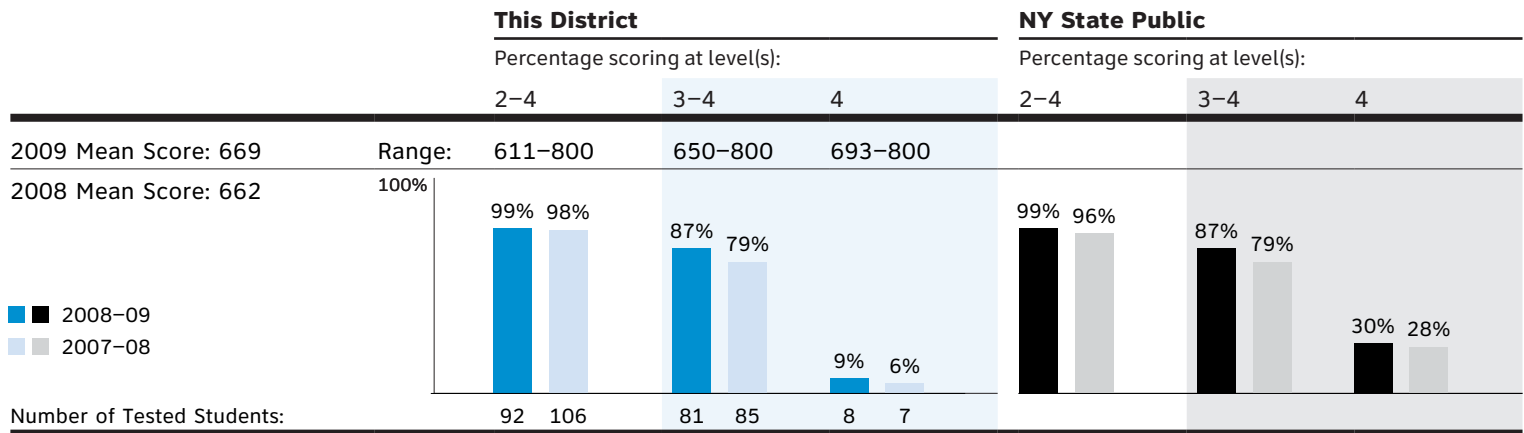 This District NY State Public
Percentage scoring at level(s): Percentage scoring at level(s):
2–4 3–4 4 2–4 3–4 4
2009 Mean Score: 669 Range: 611–800 650–800 693–800
2008 Mean Score: 662 100%
99% 98% 87% 79% 9% 6% 99% 96% 87% 79% 30% 28%
2008–09
2007–08
Number of Tested Students: 92 106 81 85 8 7